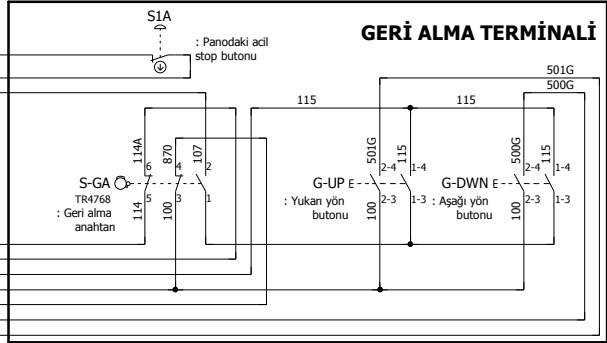 S1A
: Panodaki acil
stop butonu
GERİ ALMA TERMİNALİ
501G
500G
115
115
114A
870
107
501G
115
500G
115
6
4
2
2-4
1-4
2-4
1-4
S-GA
TR4768
: Geri alma
anahtarı
G-UP E
: Yukarı yön
butonu
G-DWN E
: Aşağı yön
butonu
5
3
1
2-3
1-3
2-3
1-3
114
100
100
100